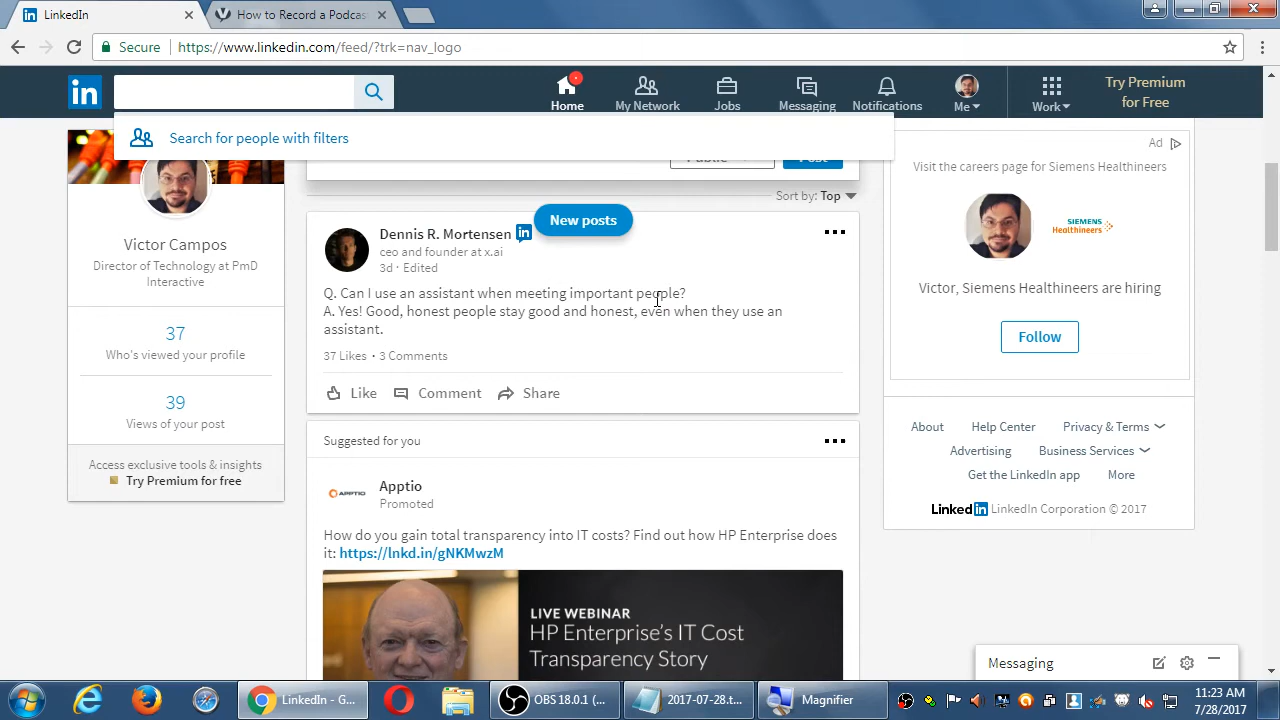 LinkedIn
How to Record a Podcas
Secure
https://www.linkedin.com/feed/?trk=nav_logo
in
Home
My Network
Jobs
Messaging
Notifications
Me
Work
Try Premium
for Free
Search for people with filters
Victor Campos
Director of Technology at PmD
Interactive
37
Who's viewed your profile
39
Views of your post
Access exclusive tools & insights
Try Premium for free
Public
Post
Sort by: Top
New posts
Dennis R. Mortensen in
ceo and founder at x.ai
3d · Edited
Q. Can I use an assistant when meeting important people?
A. Yes! Good, honest people stay good and honest, even when they use an
assistant.
37 Likes · 3 Comments
Like
Comment
Share
Suggested for you
APPTIO
Apptio
Promoted
How do you gain total transparency into IT costs? Find out how HP Enterprise does
it: https://lnkd.in/gNKMwzM
LIVE WEBINAR
HP Enterprise's IT Cost
Transparency Story
Ad
Visit the careers page for Siemens Healthineers
SIEMENS
Healthineers
Victor, Siemens Healthineers are hiring
Follow
About
Help Center
Privacy & Terms
Advertising
Business Services
Get the LinkedIn app
More
Linked in LinkedIn Corporation © 2017
Messaging
LinkedIn - G...
OBS 18.0.1 (...
2017-07-28.t...
Magnifier
11:23 AM
7/28/2017